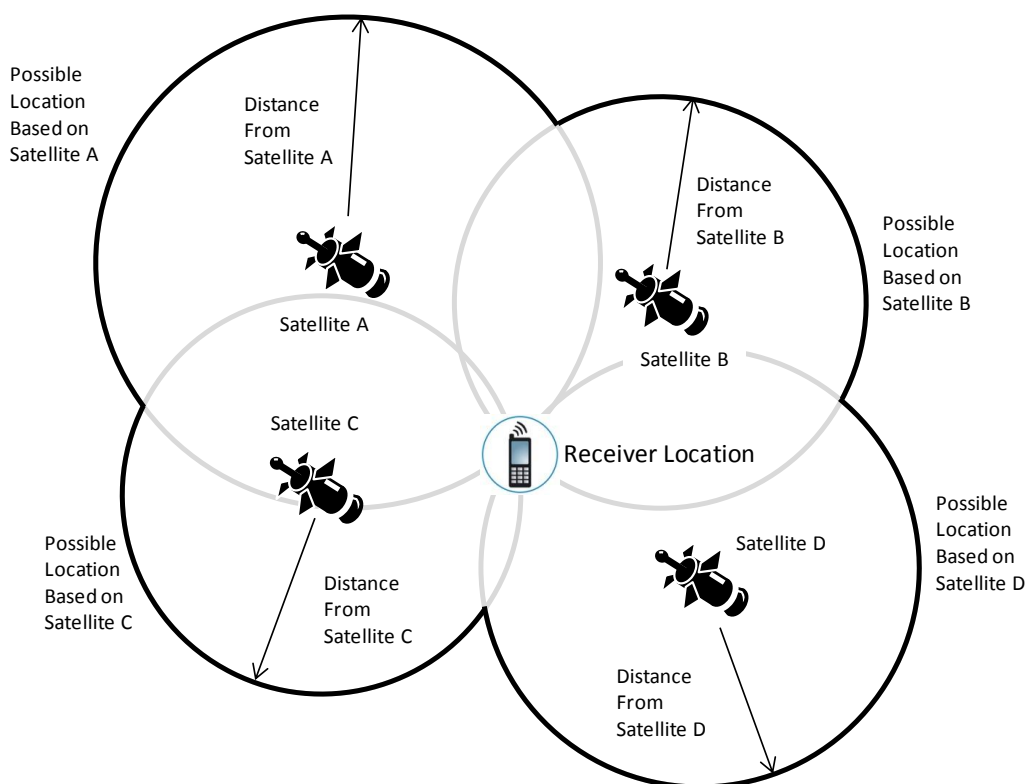 Possible
Location
Based on
Satellite A
Distance
From
Satellite A
Satellite A
Distance
From
Satellite B
Possible
Location
Based on
Satellite B
Satellite B
Satellite C
Receiver Location
Possible
Location
Based on
Satellite C
Distance
From
Satellite C
Satellite D
Possible
Location
Based on
Satellite D
Distance
From
Satellite D